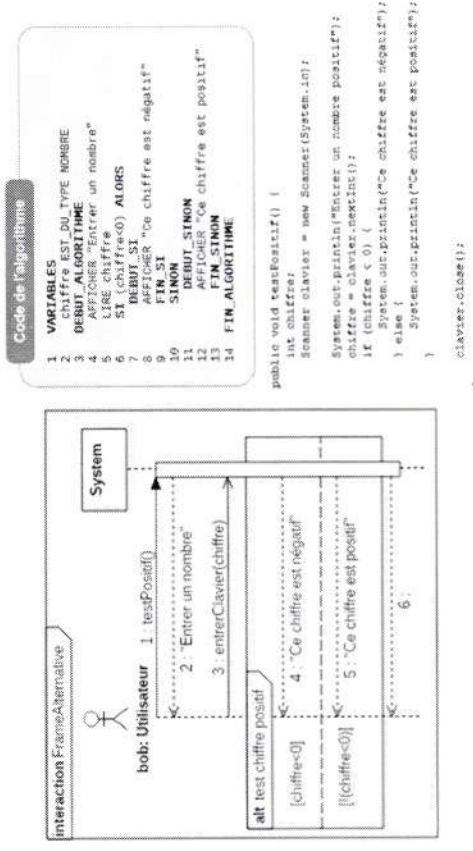 interaction FrameAlternative
bob: Utilisateur
System
1 : testPositif()
2 : "Entrer un nombre"
3 : entrerClavier(chiffre)
alt test chiffre positif
[chiffre<0]
4 : "Ce chiffre est négatif"
[!(chiffre<0)]
5 : "Ce chiffre est positif"
6 :
Code de l'algorithme
1 VARIABLES
2 chiffre EST_DU_TYPE NOMBRE
3 DEBUT_ALGORITHME
4 AFFICHER "Entrer un nombre"
5 LIRE chiffre
6 SI (chiffre<0) ALORS
7 DEBUT_SI
8 AFFICHER "Ce chiffre est négatif"
9 FIN_SI
10 SINON
11 DEBUT_SINON
12 AFFICHER "Ce chiffre est positif"
13 FIN_SINON
14 FIN_ALGORITHME
public void testPositif() {
int chiffre;
Scanner clavier = new Scanner(System.in);
System.out.println("Entrer un nombre positif");
chiffre = clavier.nextInt();
if (chiffre < 0) {
System.out.println("Ce chiffre est négatif");
} else {
System.out.println("Ce chiffre est positif");
}
clavier.close();